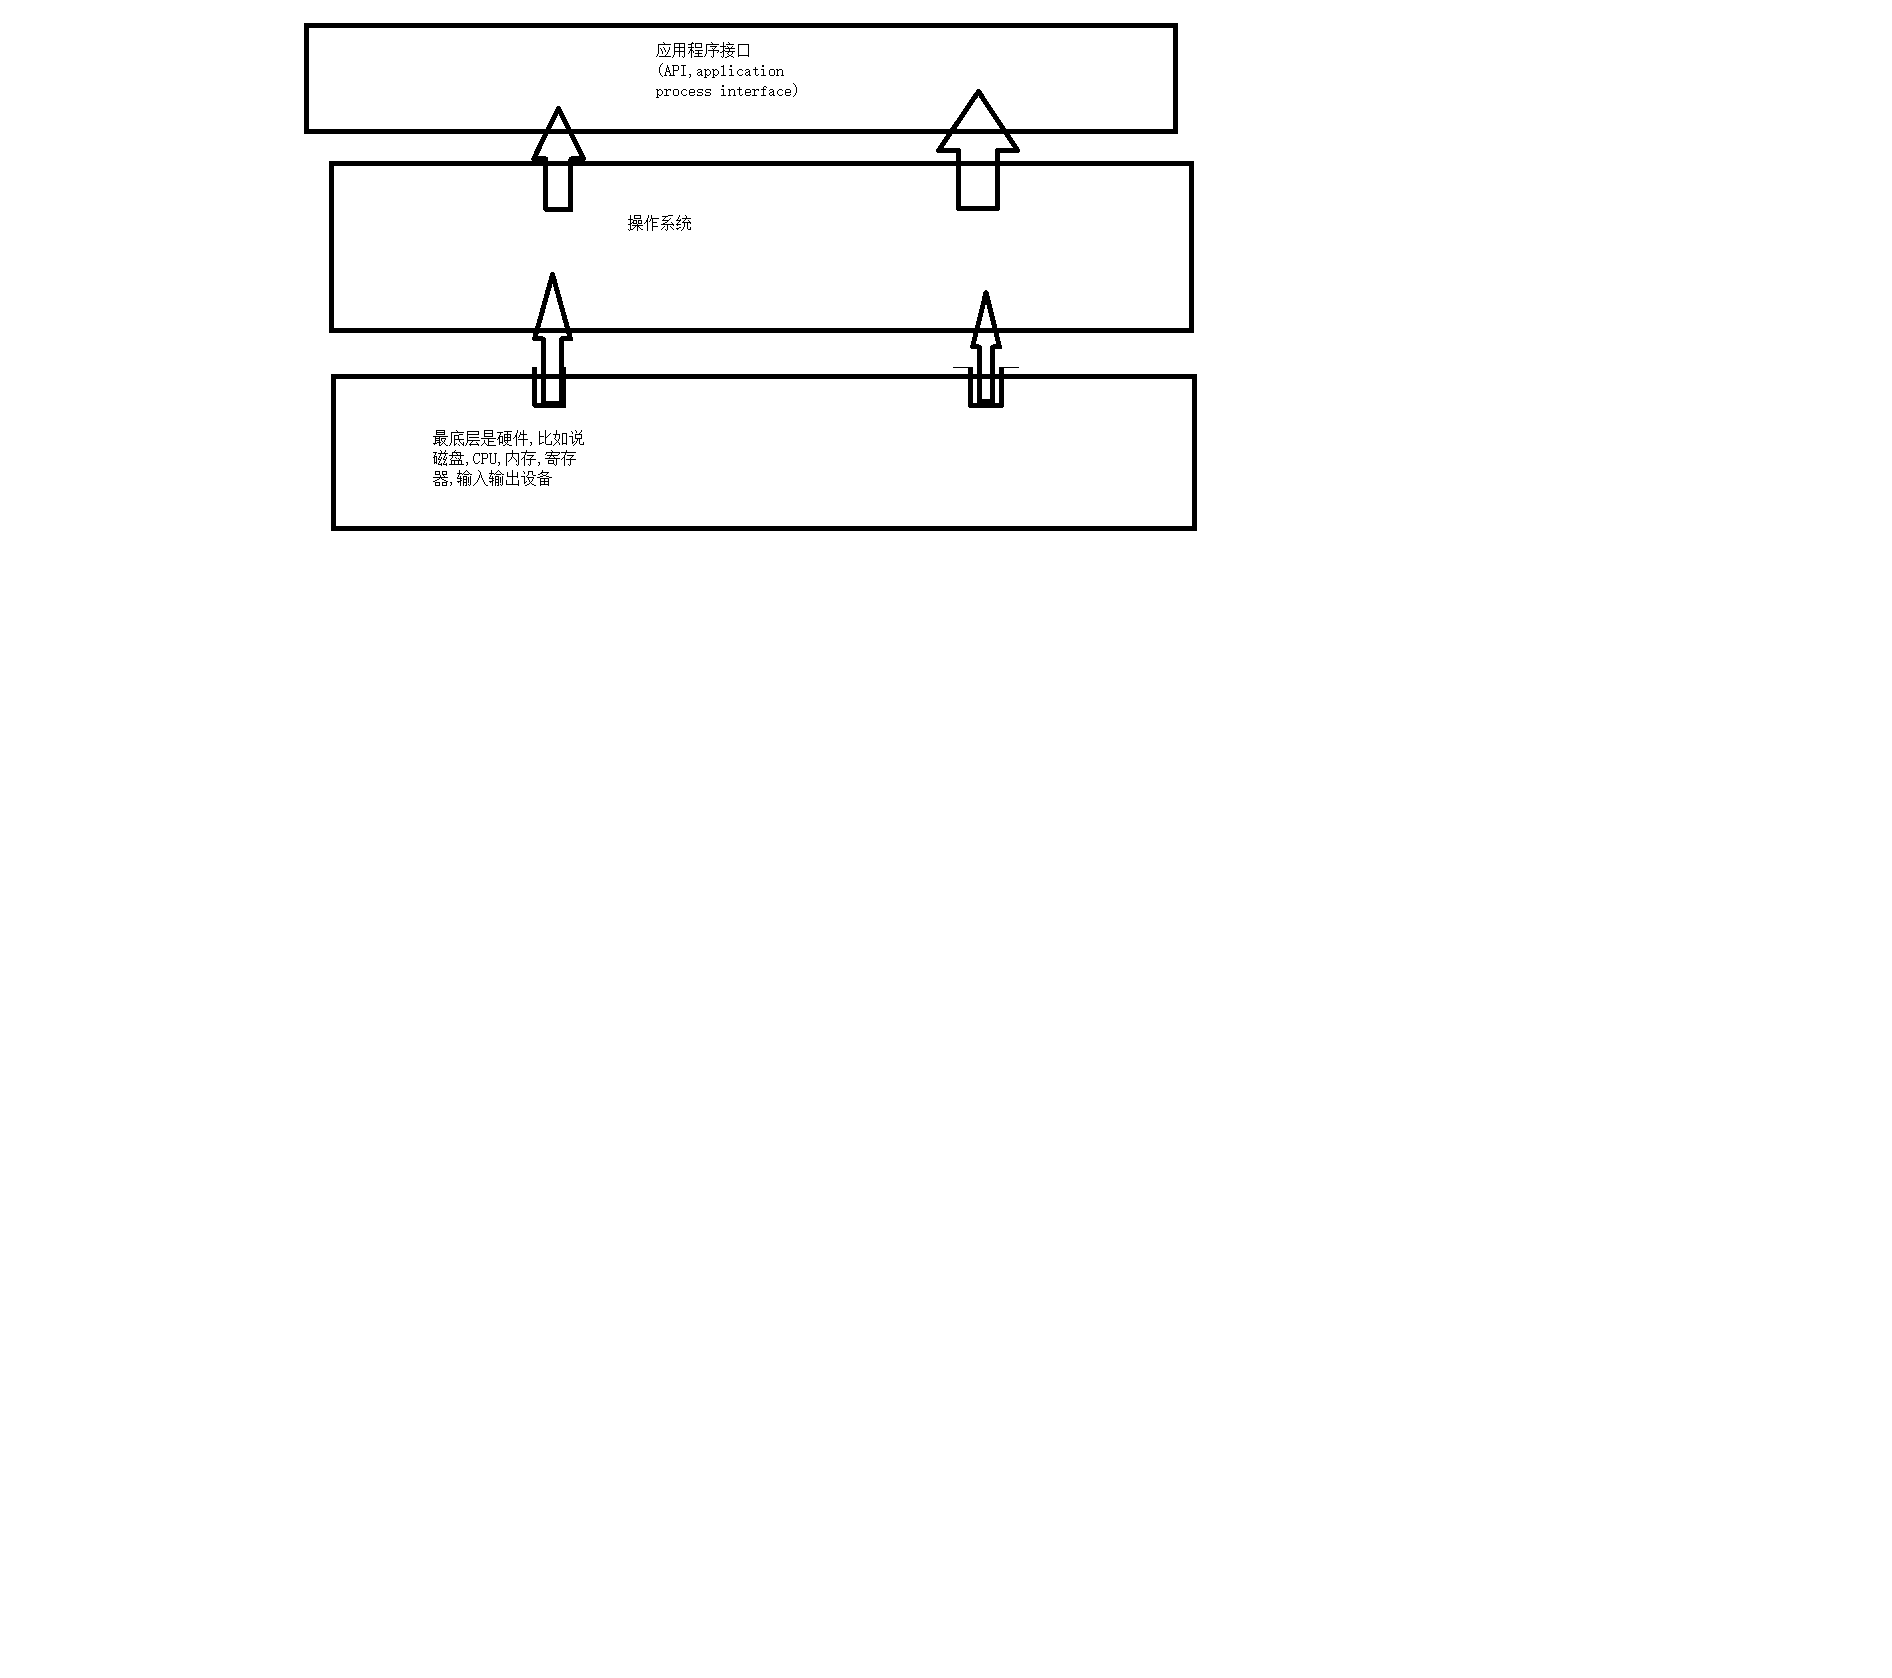 应用程序接口
(API,application
process interface)
操作系统
最底层是硬件,比如说
磁盘,CPU,内存,寄存
器,输入输出设备